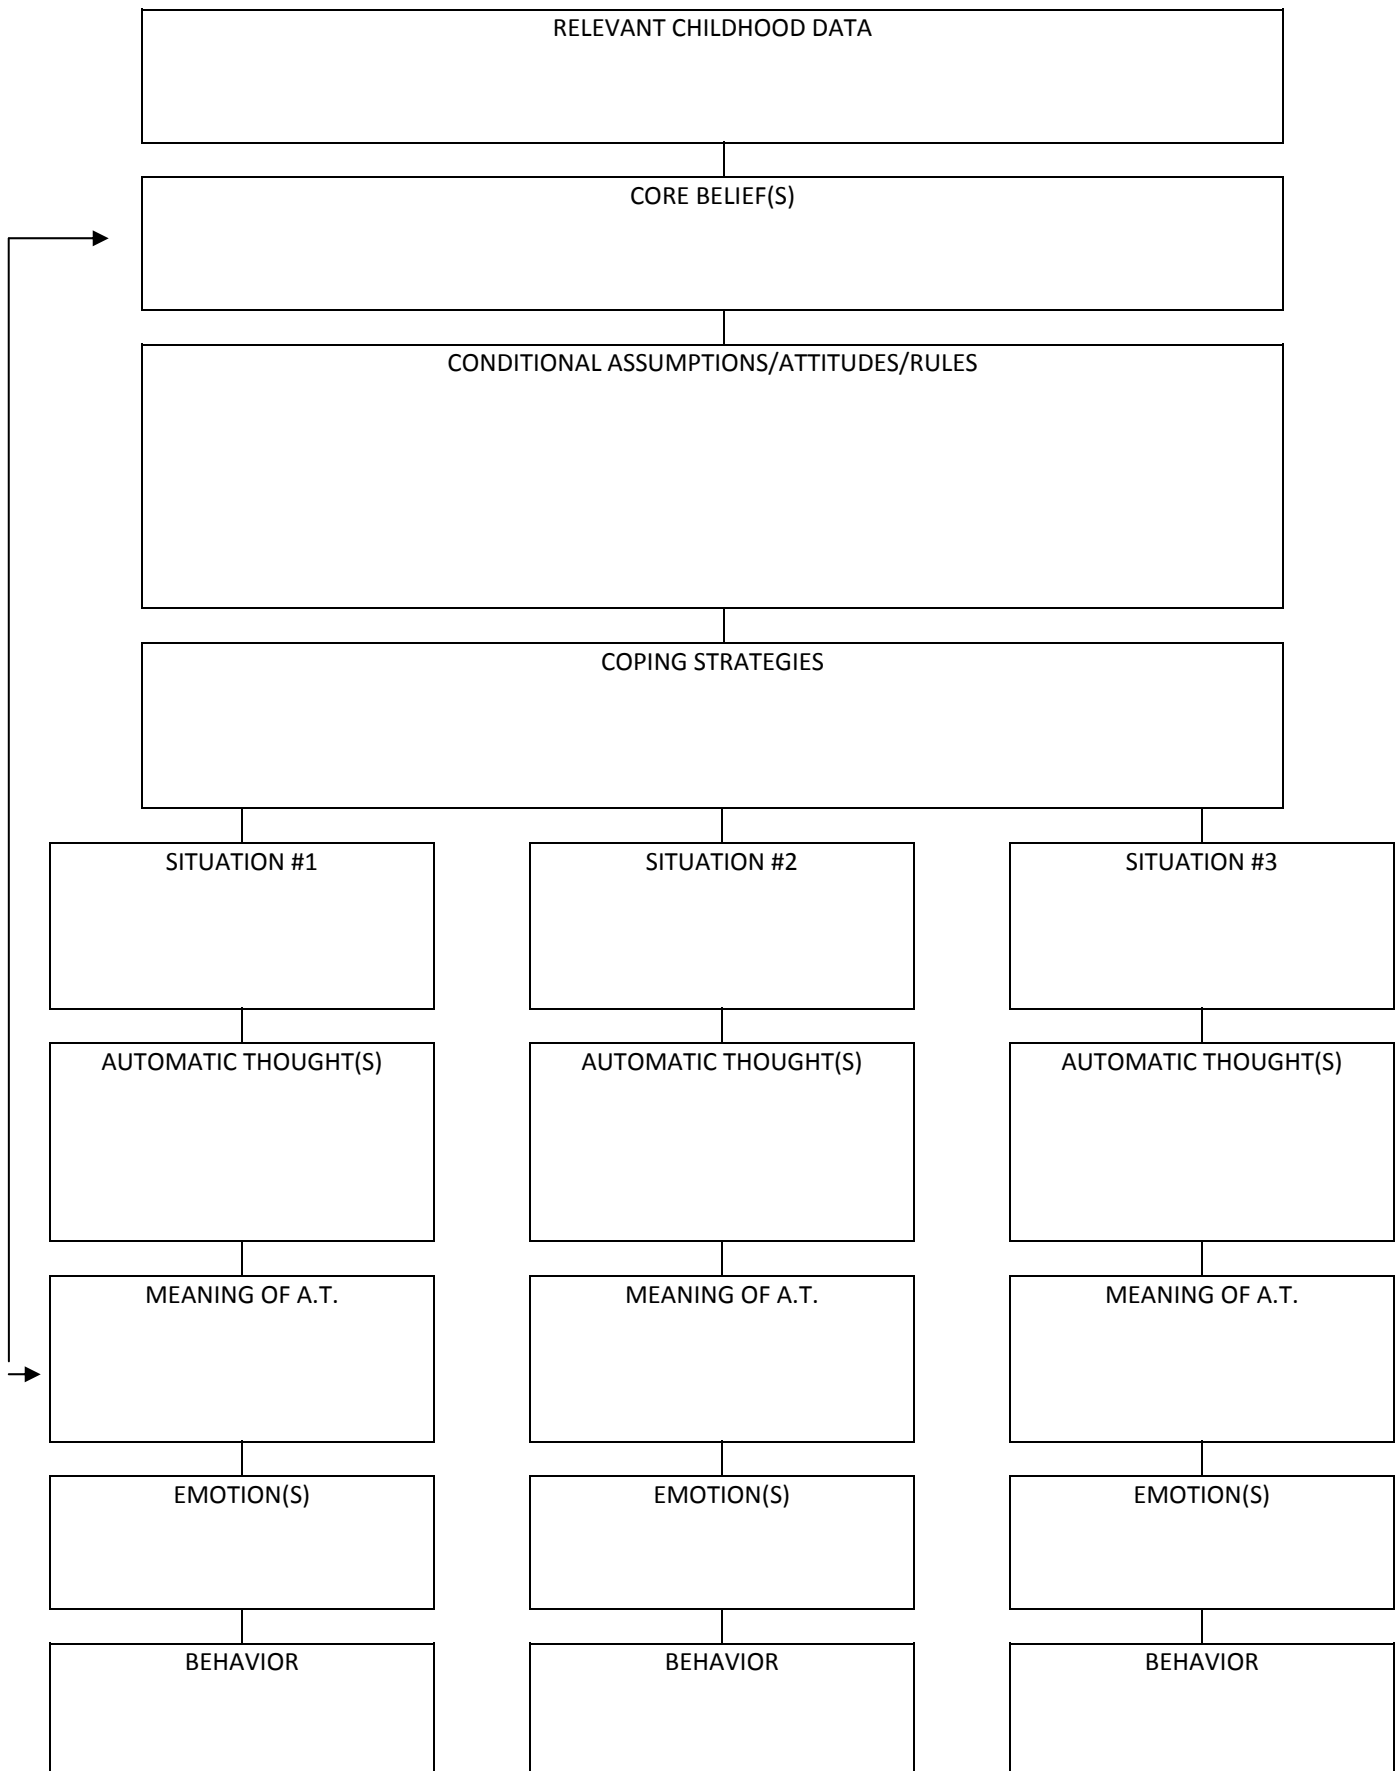 RELEVANT CHILDHOOD DATA
CORE BELIEF(S)
CONDITIONAL ASSUMPTIONS/ATTITUDES/RULES
COPING STRATEGIES
SITUATION #1
SITUATION #2
SITUATION #3
AUTOMATIC THOUGHT(S)
AUTOMATIC THOUGHT(S)
AUTOMATIC THOUGHT(S)
MEANING OF A.T.
MEANING OF A.T.
MEANING OF A.T.
EMOTION(S)
EMOTION(S)
EMOTION(S)
BEHAVIOR
BEHAVIOR
BEHAVIOR